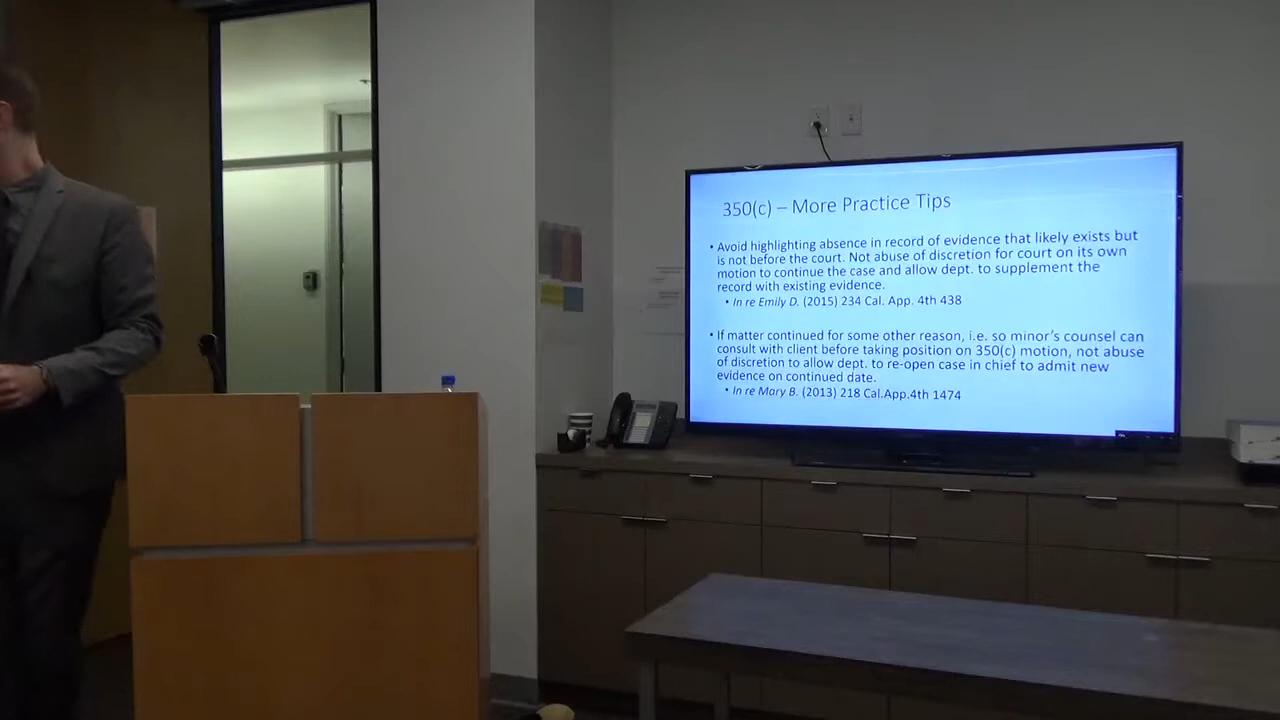 350(c) – More Practice Tips
• Avoid highlighting absence in record of evidence that likely exists but
is not before the court. Not abuse of discretion for court on its own
motion to continue the case and allow dept. to supplement the
record with existing evidence.
• In re Emily D. (2015) 234 Cal. App. 4th 438
• If matter continued for some other reason, i.e. so minor's counsel can
consult with client before taking position on 350(c) motion, not abuse
of discretion to allow dept. to re-open case in chief to admit new
evidence on continued date.
• In re Mary B. (2013) 218 Cal.App.4th 1474